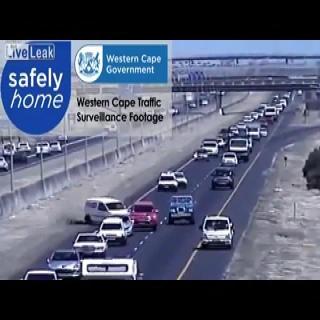 LiveLeak
safely
home
Western Cape
Government
Western Cape Traffic
Surveillance Footage